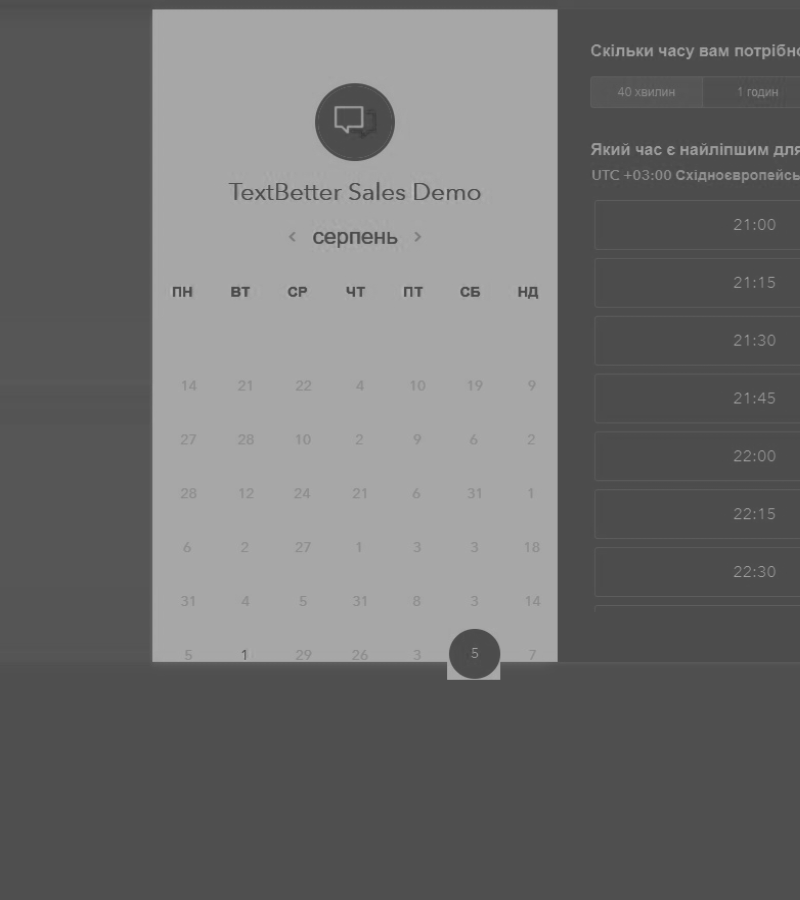 TextBetter Sales Demo
‹ серпень ›
ПН ВТ СР ЧТ ПТ СБ НД
14 21 22 4 10 19 9
27 28 10 2 9 6 2
28 12 24 21 6 31 1
6 2 27 1 3 3 18
31 4 5 31 8 3 14
5 1 29 26 3 5 7
Скільки часу вам потрібно
40 хвилин 1 годин
Який час є найліпшим для
UTC +03:00 Східноєвропейсь
21:00
21:15
21:30
21:45
22:00
22:15
22:30